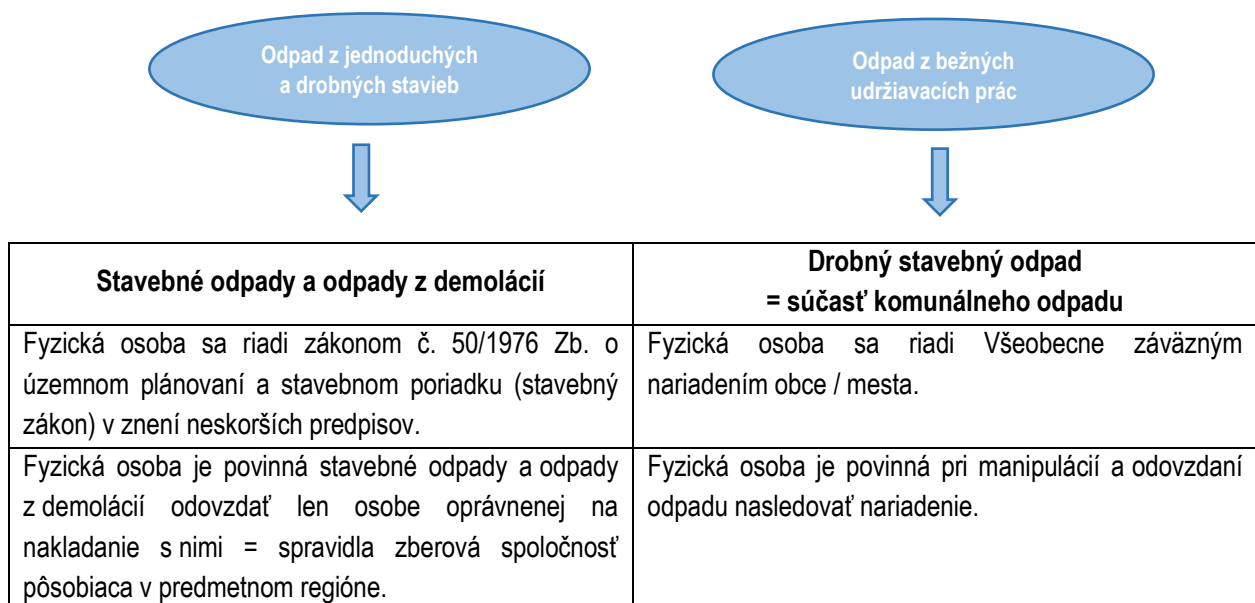 Odpad z jednoduchých
a drobných stavieb
Odpad z bežných
udržiavacích prác
Stavebné odpady a odpady z demolácií
Drobný stavebný odpad
= súčasť komunálneho odpadu
Fyzická osoba sa riadi zákonom č. 50/1976 Zb. o
územnom plánovaní a stavebnom poriadku (stavebný
zákon) v znení neskorších predpisov.
Fyzická osoba sa riadi Všeobecne záväzným
nariadením obce / mesta.
Fyzická osoba je povinná stavebné odpady a odpady
z demolácií odovzdať len osobe oprávnenej na
nakladanie s nimi = spravidla zberová spoločnosť
pôsobiaca v predmetnom regióne.
Fyzická osoba je povinná pri manipulácií a odovzdaní
odpadu nasledovať nariadenie.